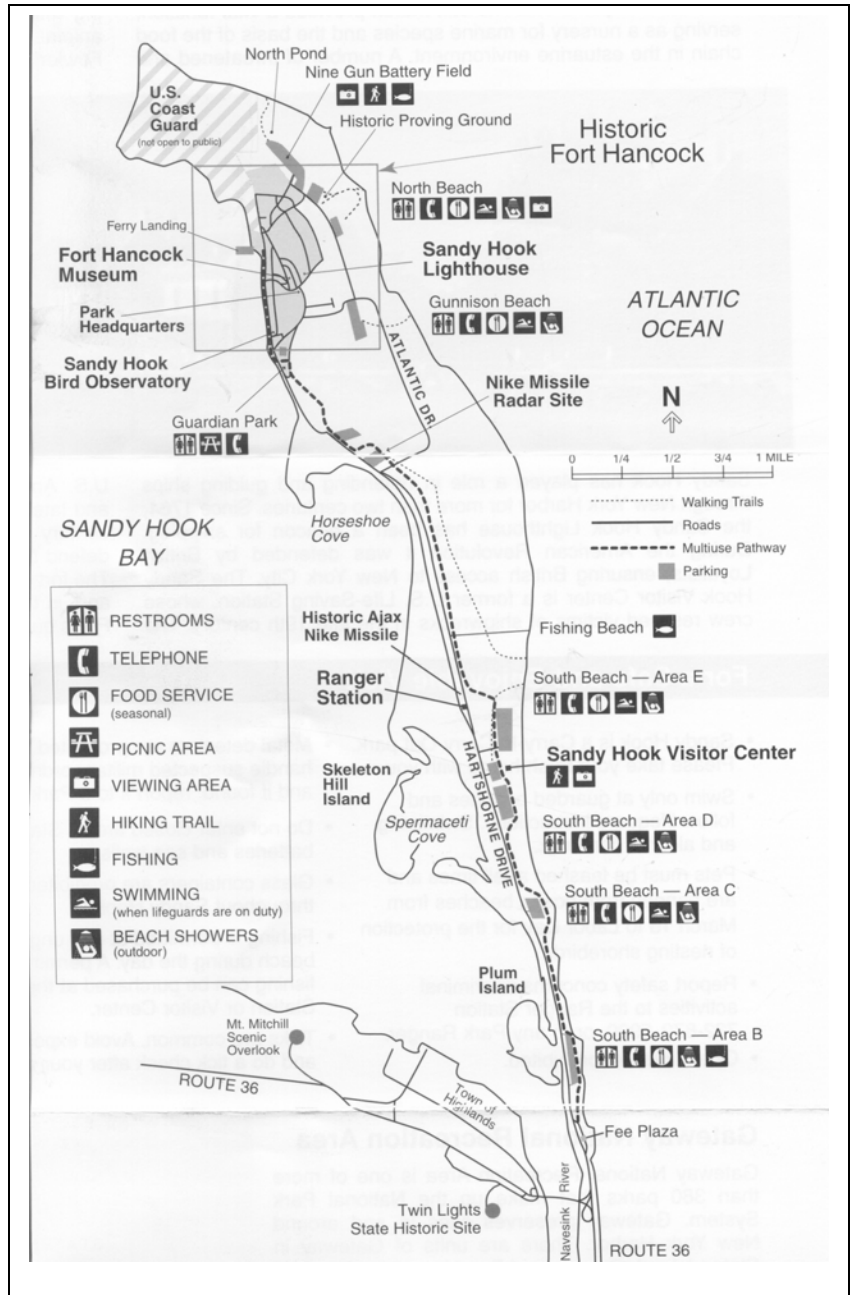 North Pond
Nine Gun Battery Field
U.S.
Coast
Guard
(not open to public)
Historic Proving Ground
Historic
Fort Hancock
North Beach
Ferry Landing
Fort Hancock
Museum
Sandy Hook
Lighthouse
Park
Headquarters
Gunnison Beach
ATLANTIC
OCEAN
Sandy Hook
Bird Observatory
ATLANTIC DR.
Nike Missile
Radar Site
N
Guardian Park
0 1/4 1/2 3/4 1 MILE
Walking Trails
Roads
Multiuse Pathway
Parking
Horseshoe
Cove
SANDY HOOK
BAY
RESTROOMS
TELEPHONE
FOOD SERVICE
(seasonal)
PICNIC AREA
VIEWING AREA
HIKING TRAIL
FISHING
SWIMMING
(when lifeguards are on duty)
BEACH SHOWERS
(outdoor)
Historic Ajax
Nike Missile
Fishing Beach
Ranger
Station
South Beach — Area E
Sandy Hook Visitor Center
Skeleton
Hill
Island
Spermaceti
Cove
HARTSHORNE DRIVE
South Beach — Area D
South Beach — Area C
Plum
Island
South Beach — Area B
Mt. Mitchill
Scenic
Overlook
ROUTE 36
Town of
Highlands
Fee Plaza
Twin Lights
State Historic Site
Navesink River
ROUTE 36